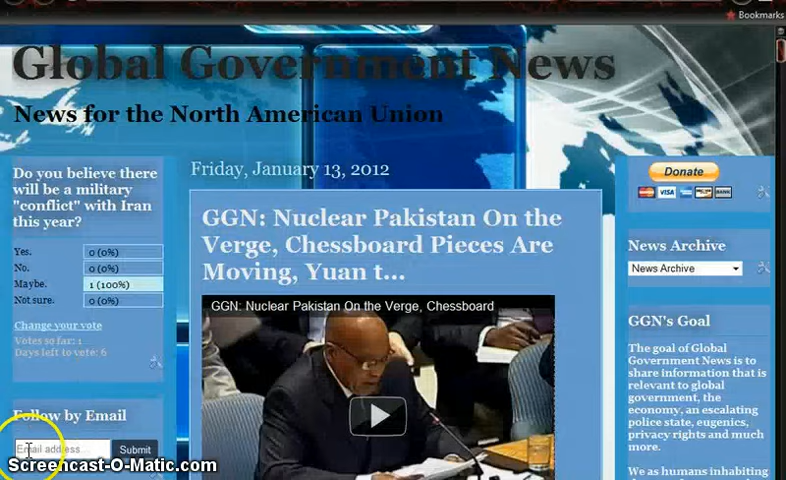 Bookmarks
Global Government News
News for the North American Union
Do you believe there
will be a military
"conflict" with Iran
this year?
Yes. 0 (0%)
No. 0 (0%)
Maybe. 1 (100%)
Not sure. 0 (0%)
Change your vote
Votes so far: 1
Days left to vote: 6
Follow by Email
Email address... Submit
Friday, January 13, 2012
GGN: Nuclear Pakistan On the
Verge, Chessboard Pieces Are
Moving, Yuan t...
GGN: Nuclear Pakistan On the Verge, Chessboard
Donate
VISA
BANK
News Archive
News Archive
GGN's Goal
The goal of Global
Government News is to
share information that is
relevant to global
government, the
economy, an escalating
police state, eugenics,
privacy rights and much
more.
We as humans inhabiting
Screencast-O-Matic.com